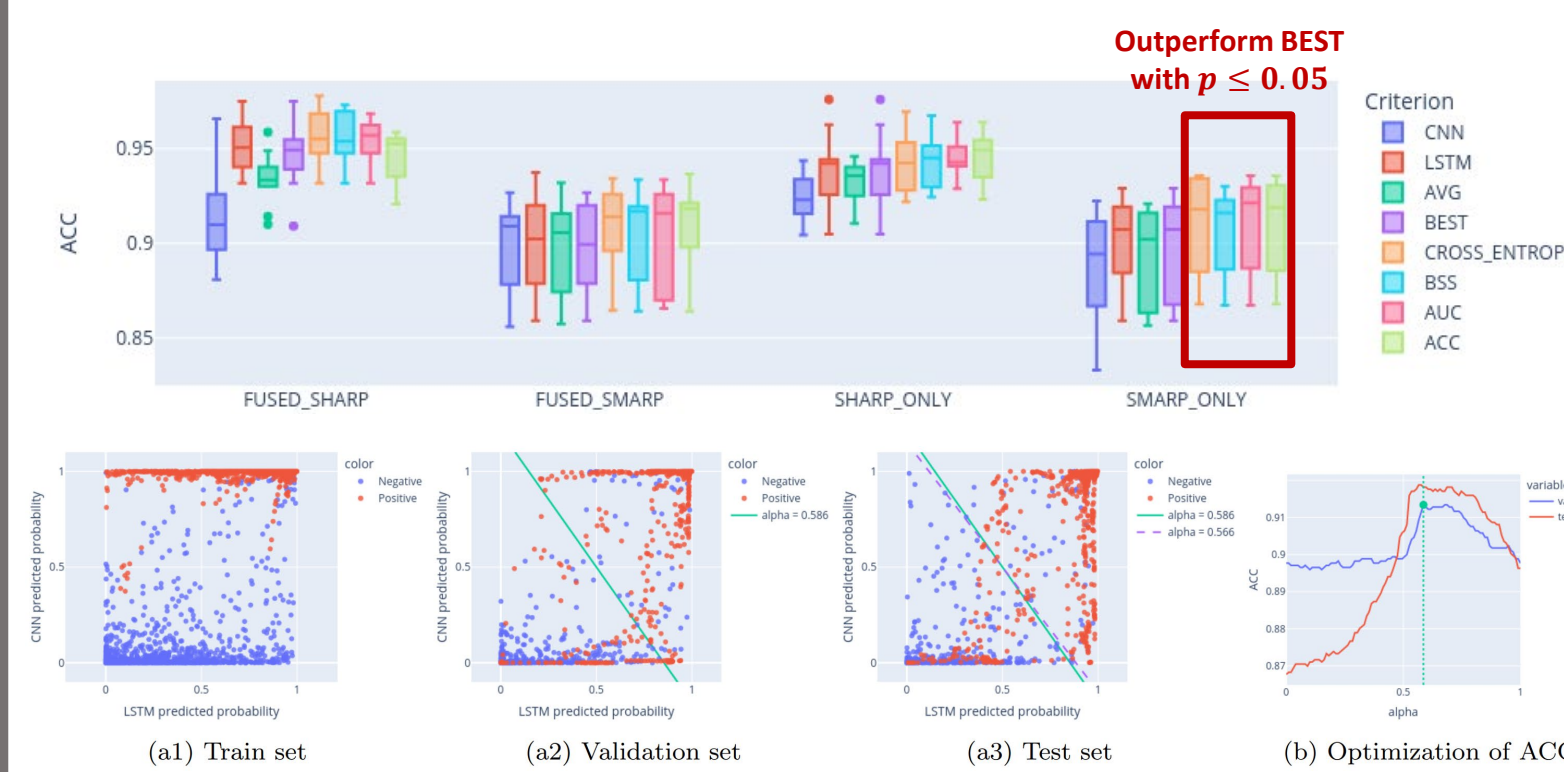 Outperform BEST
with p ≤ 0.05
Criterion
CNN
LSTM
AVG
BEST
CROSS_ENTROP
BSS
AUC
ACC
ACC
0.95
0.9
0.85
FUSED_SHARP
FUSED_SMARP
SHARP_ONLY
SMARP_ONLY
CNN predicted probability
1
0.5
0
0
0.5
1
LSTM predicted probability
color
Negative
Positive
(a1) Train set
CNN predicted probability
1
0.5
0
0
0.5
1
LSTM predicted probability
color
Negative
Positive
alpha = 0.586
(a2) Validation set
CNN predicted probability
1
0.5
0
0
0.5
1
LSTM predicted probability
color
Negative
Positive
alpha = 0.586
alpha = 0.566
(a3) Test set
ACC
0.91
0.9
0.89
0.88
0.87
0
0.5
1
alpha
variable
(b) Optimization of ACC